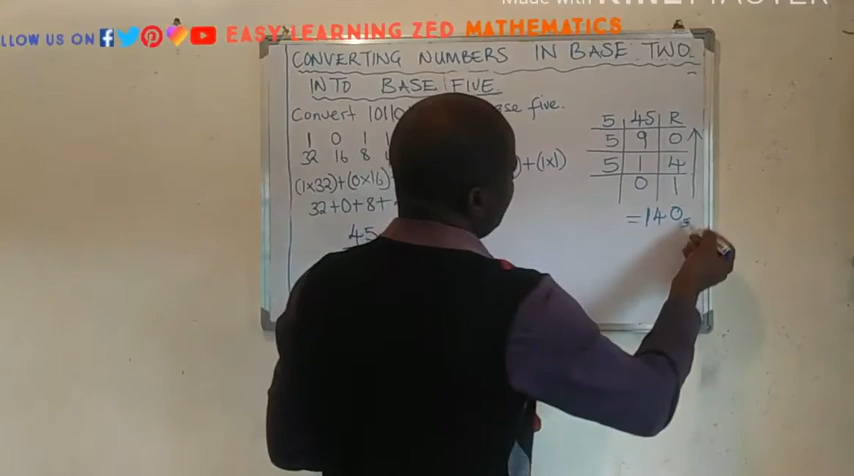 Made with KINEMASTER
LLOW US ON EASY LEARNING ZED MATHEMATICS
CONVERTING NUMBERS IN BASE TWO
INTO BASE FIVE.
Convert 10110 base five.
1 0 1 1
32 16 8
(1x32)+(0x16) +(1x1)
32+0+8+
45
5 45 R
5 9 0
5 1 4
0 1
=140₅